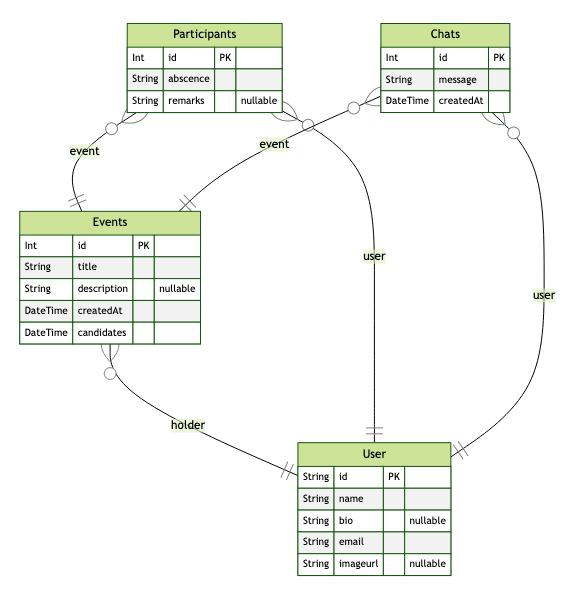 Participants
Int id PK
String abscence
String remarks nullable
Chats
Int id PK
String message
DateTime createdAt
event
event
Events
Int id PK
String title
String description nullable
DateTime createdAt
DateTime candidates
user
user
holder
User
String id PK
String name
String bio nullable
String email
String imageurl nullable